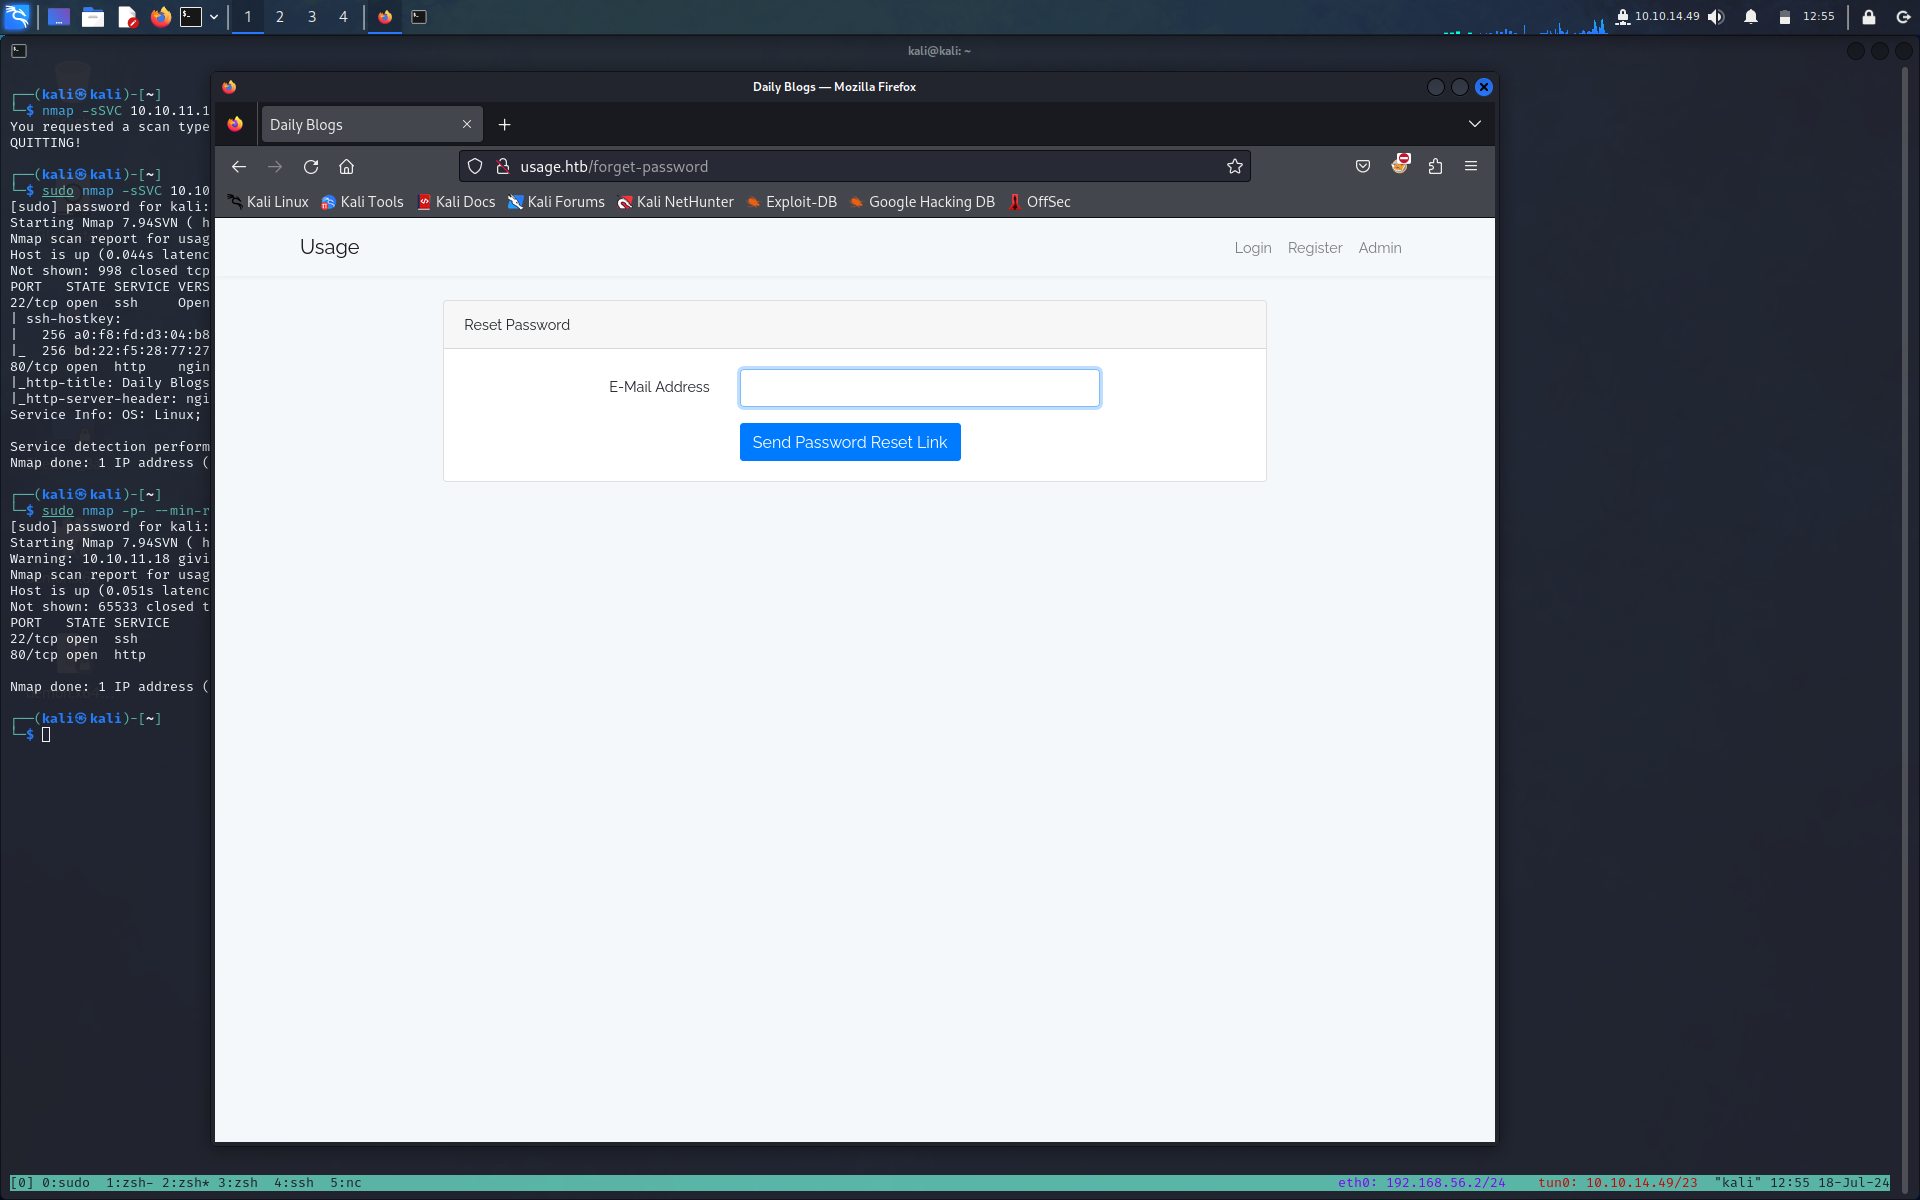 1 2 3 4
10.10.14.49
12:55
kali@kali: ~
┌──(kali㉿kali)-[~]
└─$ nmap -sSVC 10.10.11.1
You requested a scan type
QUITTING!
┌──(kali㉿kali)-[~]
└─$ sudo nmap -sSVC 10.10
[sudo] password for kali:
Starting Nmap 7.94SVN ( h
Nmap scan report for usag
Host is up (0.044s latenc
Not shown: 998 closed tcp
PORT   STATE SERVICE VERS
22/tcp open  ssh     Open
| ssh-hostkey:
|   256 a0:f8:fd:d3:04:b8
|_  256 bd:22:f5:28:77:27
80/tcp open  http    ngin
|_http-title: Daily Blogs
|_http-server-header: ngi
Service Info: OS: Linux;
Service detection perform
Nmap done: 1 IP address (
┌──(kali㉿kali)-[~]
└─$ sudo nmap -p- --min-r
[sudo] password for kali:
Starting Nmap 7.94SVN ( h
Warning: 10.10.11.18 givi
Nmap scan report for usag
Host is up (0.051s latenc
Not shown: 65533 closed t
PORT   STATE SERVICE
22/tcp open  ssh
80/tcp open  http
Nmap done: 1 IP address (
┌──(kali㉿kali)-[~]
└─$
Daily Blogs — Mozilla Firefox
Daily Blogs
usage.htb/forget-password
Kali Linux Kali Tools Kali Docs Kali Forums Kali NetHunter Exploit-DB Google Hacking DB OffSec
Usage
Login Register Admin
Reset Password
E-Mail Address
Send Password Reset Link
[0] 0:sudo  1:zsh- 2:zsh* 3:zsh  4:ssh  5:nc
eth0: 192.168.56.2/24    tun0: 10.10.14.49/23  "kali" 12:55 18-Jul-24